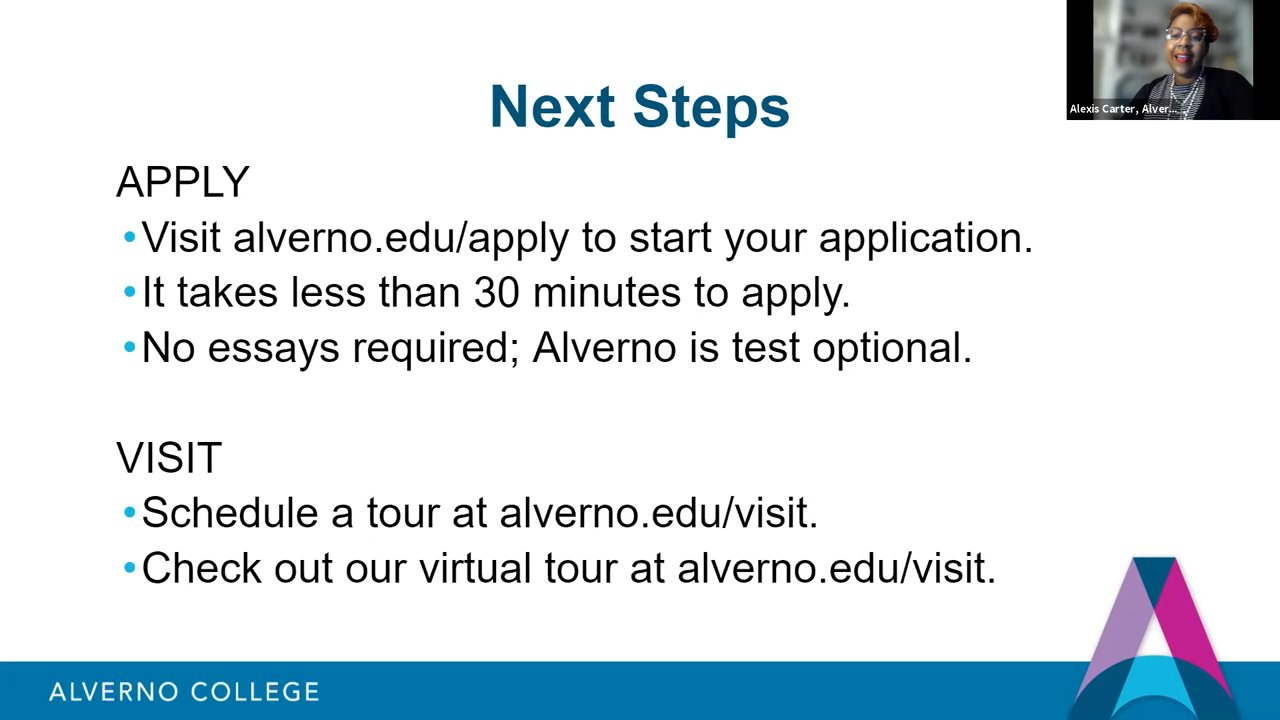 Next Steps
APPLY
•Visit alverno.edu/apply to start your application.
•It takes less than 30 minutes to apply.
•No essays required; Alverno is test optional.
VISIT
•Schedule a tour at alverno.edu/visit.
•Check out our virtual tour at alverno.edu/visit.
ALVERNO COLLEGE
Alexis Carter, Alver...